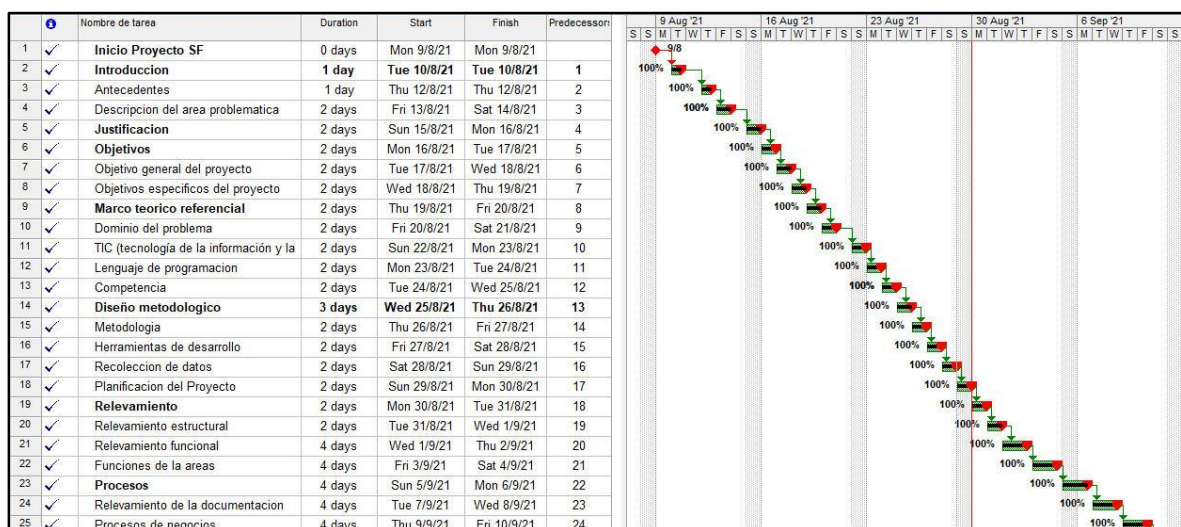 Nombre de tarea Duration Start Finish Predecessors 9 Aug '21 16 Aug '21 23 Aug '21 30 Aug '21 6 Sep '21
S S M T W T F S S M T W T F S S M T W T F S S M T W T F S S M T W T F S S
1 Inicio Proyecto SF 0 days Mon 9/8/21 Mon 9/8/21 9/8
2 Introduccion 1 day Tue 10/8/21 Tue 10/8/21 1 100%
3 Antecedentes 1 day Thu 12/8/21 Thu 12/8/21 2 100%
4 Descripcion del area problematica 2 days Fri 13/8/21 Sat 14/8/21 3 100%
5 Justificacion 2 days Sun 15/8/21 Mon 16/8/21 4 100%
6 Objetivos 2 days Mon 16/8/21 Tue 17/8/21 5 100%
7 Objetivo general del proyecto 2 days Tue 17/8/21 Wed 18/8/21 6 100%
8 Objetivos especificos del proyecto 2 days Wed 18/8/21 Thu 19/8/21 7 100%
9 Marco teorico referencial 2 days Thu 19/8/21 Fri 20/8/21 8 100%
10 Dominio del problema 2 days Fri 20/8/21 Sat 21/8/21 9 100%
11 TIC (tecnología de la información y la 2 days Sun 22/8/21 Mon 23/8/21 10 100%
12 Lenguaje de programacion 2 days Mon 23/8/21 Tue 24/8/21 11 100%
13 Competencia 2 days Tue 24/8/21 Wed 25/8/21 12 100%
14 Diseño metodologico 3 days Wed 25/8/21 Thu 26/8/21 13 100%
15 Metodologia 2 days Thu 26/8/21 Fri 27/8/21 14 100%
16 Herramientas de desarrollo 2 days Fri 27/8/21 Sat 28/8/21 15 100%
17 Recoleccion de datos 2 days Sat 28/8/21 Sun 29/8/21 16 100%
18 Planificacion del Proyecto 2 days Sun 29/8/21 Mon 30/8/21 17 100%
19 Relevamiento 2 days Mon 30/8/21 Tue 31/8/21 18 100%
20 Relevamiento estructural 2 days Tue 31/8/21 Wed 1/9/21 19 100%
21 Relevamiento funcional 4 days Wed 1/9/21 Thu 2/9/21 20 100%
22 Funciones de la areas 4 days Fri 3/9/21 Sat 4/9/21 21 100%
23 Procesos 4 days Sun 5/9/21 Mon 6/9/21 22 100%
24 Relevamiento de la documentacion 4 days Tue 7/9/21 Wed 8/9/21 23 100%
25 Procesos de negocios 4 days Thu 9/9/21 Fri 10/9/21 24 100%